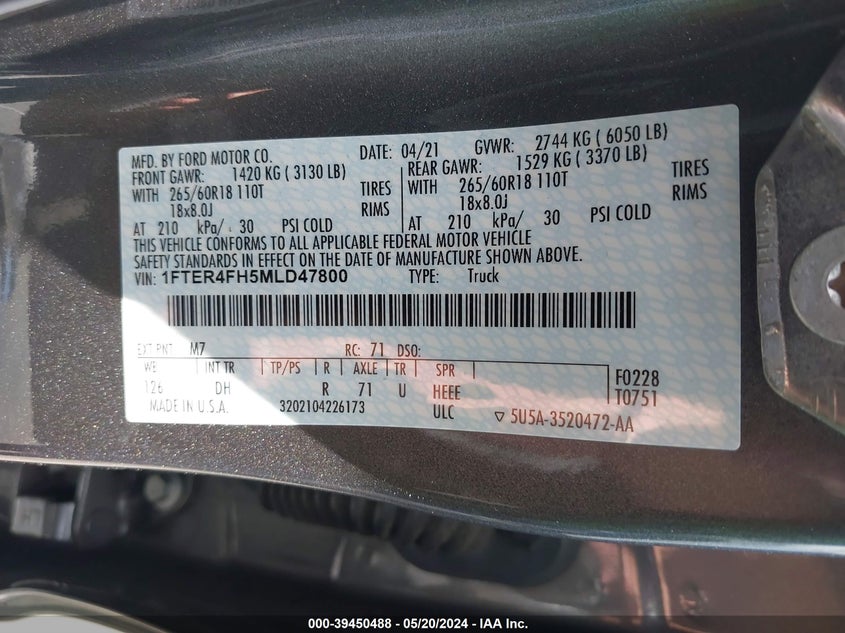 MFD. BY FORD MOTOR CO. DATE: 04/21 GVWR: 2744 KG ( 6050 LB)
FRONT GAWR: 1420 KG ( 3130 LB) REAR GAWR: 1529 KG ( 3370 LB)
WITH 265/60R18 110T TIRES WITH 265/60R18 110T TIRES
18x8.0J RIMS 18x8.0J RIMS
AT 210 kPa/ 30 PSI COLD AT 210 kPa/ 30 PSI COLD
THIS VEHICLE CONFORMS TO ALL APPLICABLE FEDERAL MOTOR VEHICLE
SAFETY STANDARDS IN EFFECT ON THE DATE OF MANUFACTURE SHOWN ABOVE.
VIN: 1FTER4FH5MLD47800 TYPE: Truck
EXT PNT: M7 RC: 71 DSO:
WB INT TR TP/PS R AXLE TR SPR
126 DH R 71 U HEEE
F0228
T0751
MADE IN U.S.A. 3202104226173 ULC ▽ 5U5A-3520472-AA
000-39450488 - 05/20/2024 - IAA Inc.